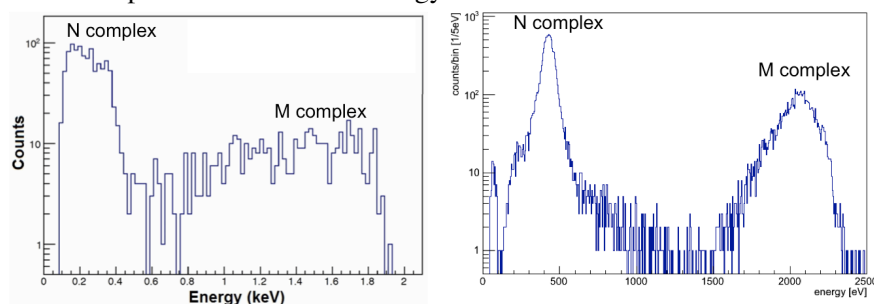 N complex
M complex
10²
10
1
Counts
0 0.2 0.4 0.6 0.8 1 1.2 1.4 1.6 1.8 2
Energy (keV)
counts/bin [1/5eV]
N complex
M complex
10³
10²
10
1
0 500 1000 1500 2000 2500
energy [eV]